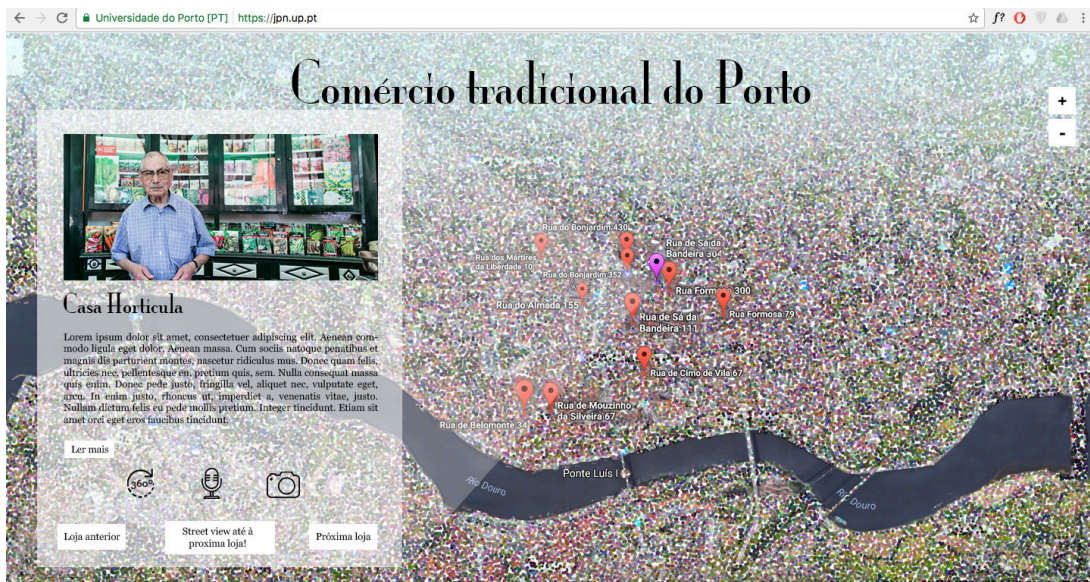 Universidade do Porto [PT] https://jpn.up.pt
f?
Comércio tradicional do Porto
+
-
Casa Horticula
Lorem ipsum dolor sit amet, consectetuer adipiscing elit. Aenean com-
modo ligula eget dolor. Aenean massa. Cum sociis natoque penatibus et
magnis dis parturient montes, nascetur ridiculus mus. Donec quam felis,
ultricies nec, pellentesque eu, pretium quis, sem. Nulla consequat massa
quis enim. Donec pede justo, fringilla vel, aliquet nec, vulputate eget,
arcu. In enim justo, rhoncus ut, imperdiet a, venenatis vitae, justo.
Nullam dictum felis eu pede mollis pretium. Integer tincidunt. Etiam sit
amet orci eget eros faucibus tincidunt.
Ler mais
360º
Loja anterior
Street view até à
proxima loja!
Próxima loja
Rua do Bonjardim 430
Rua de Sá da
Bandeira 304
Rua dos Mártires
da Liberdade 10
Rua do Bonjardim 352
Rua Formosa 300
Rua do Almada 155
Rua Formosa 79
Rua de Sá da
Bandeira 111
Rua de Cimo de Vila 67
Rua de Mouzinho
da Silveira 67
Rua de Belomonte 34
Ponte Luís I
Rio Douro
Rio Douro